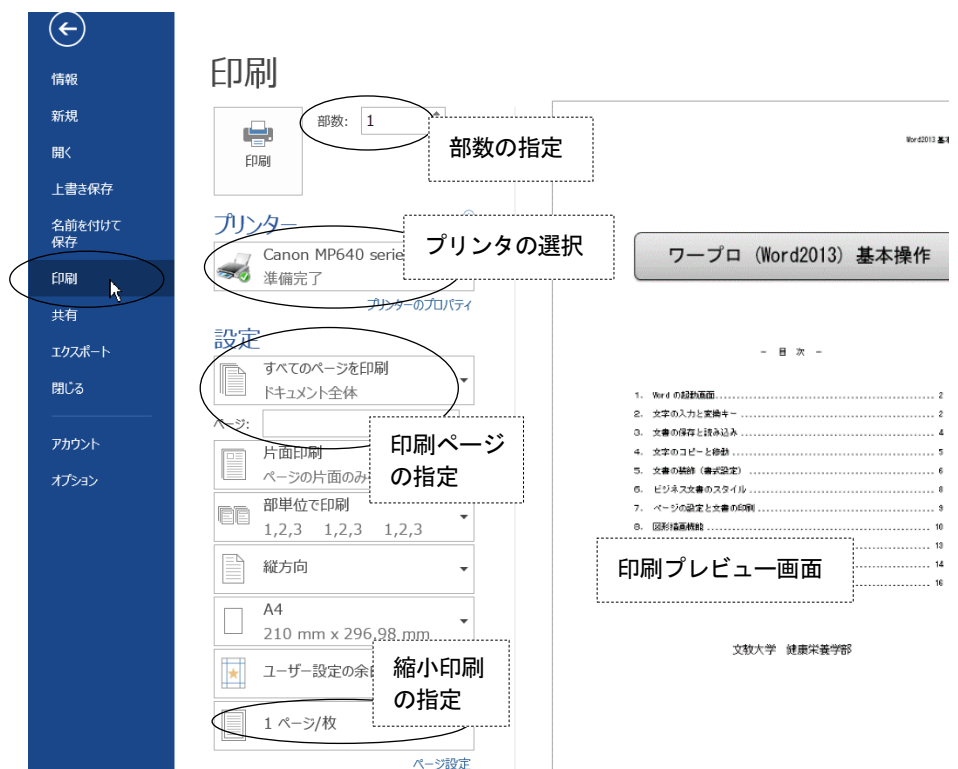 情報
新規
開く
上書き保存
名前を付けて
保存
印刷
共有
エクスポート
閉じる
アカウント
オプション
印刷
印刷
部数: 1
部数の指定
プリンター
Canon MP640 serie
準備完了
プリンタの選択
プリンターのプロパティ
設定
すべてのページを印刷
ドキュメント全体
ページ:
印刷ページ
の指定
片面印刷
ページの片面のみ
部単位で印刷
1,2,3 1,2,3 1,2,3
縦方向
A4
210 mm x 296.98 mm
ユーザー設定の余
縮小印刷
の指定
1 ページ/枚
ページ設定
Word2013 基本
ワープロ（Word2013）基本操作
－ 目 次 －
1. Word の起動画面 2
2. 文字の入力と変換キー 2
3. 文書の保存と読み込み 4
4. 文字のコピーと移動 5
5. 文書の装飾（書式設定） 6
6. ビジネス文書のスタイル 8
7. ページの設定と文書の印刷 9
8. 図形描画機能 10
13
14
16
印刷プレビュー画面
文教大学 健康栄養学部